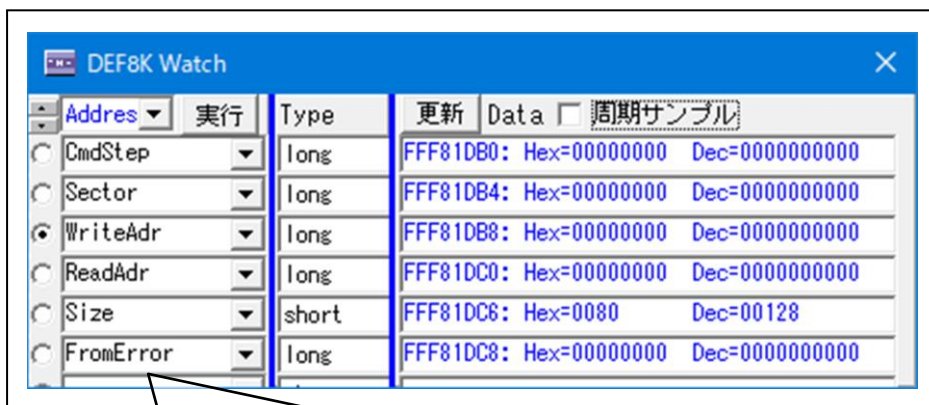 DEF8K Watch
Addres 実行 Type 更新 Data 周期サンプル
CmdStep long FFF81DB0: Hex=00000000 Dec=0000000000
Sector long FFF81DB4: Hex=00000000 Dec=0000000000
WriteAdr long FFF81DB8: Hex=00000000 Dec=0000000000
ReadAdr long FFF81DC0: Hex=00000000 Dec=0000000000
Size short FFF81DC6: Hex=0080 Dec=00128
FromError long FFF81DC8: Hex=00000000 Dec=0000000000